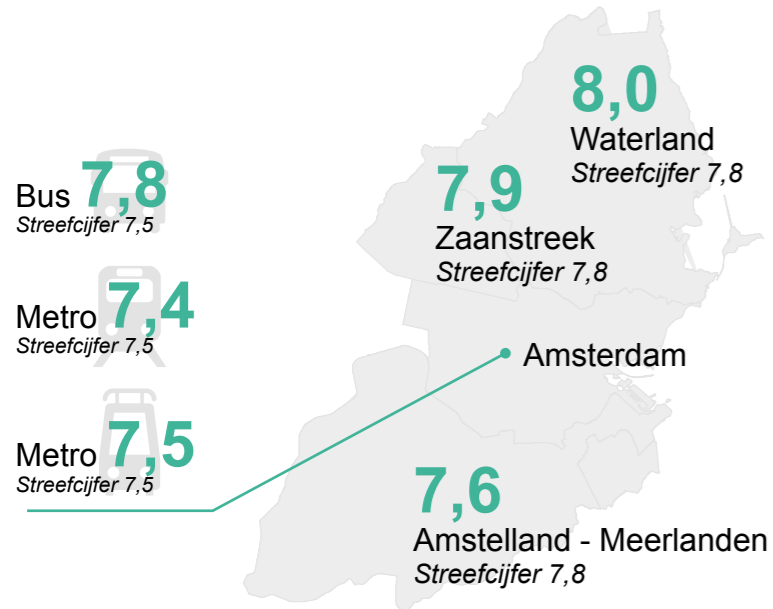 Bus 7,8
Streefcijfer 7,5
Metro 7,4
Streefcijfer 7,5
Metro 7,5
Streefcijfer 7,5
8,0
Waterland
Streefcijfer 7,8
7,9
Zaanstreek
Streefcijfer 7,8
Amsterdam
7,6
Amstelland - Meerlanden
Streefcijfer 7,8